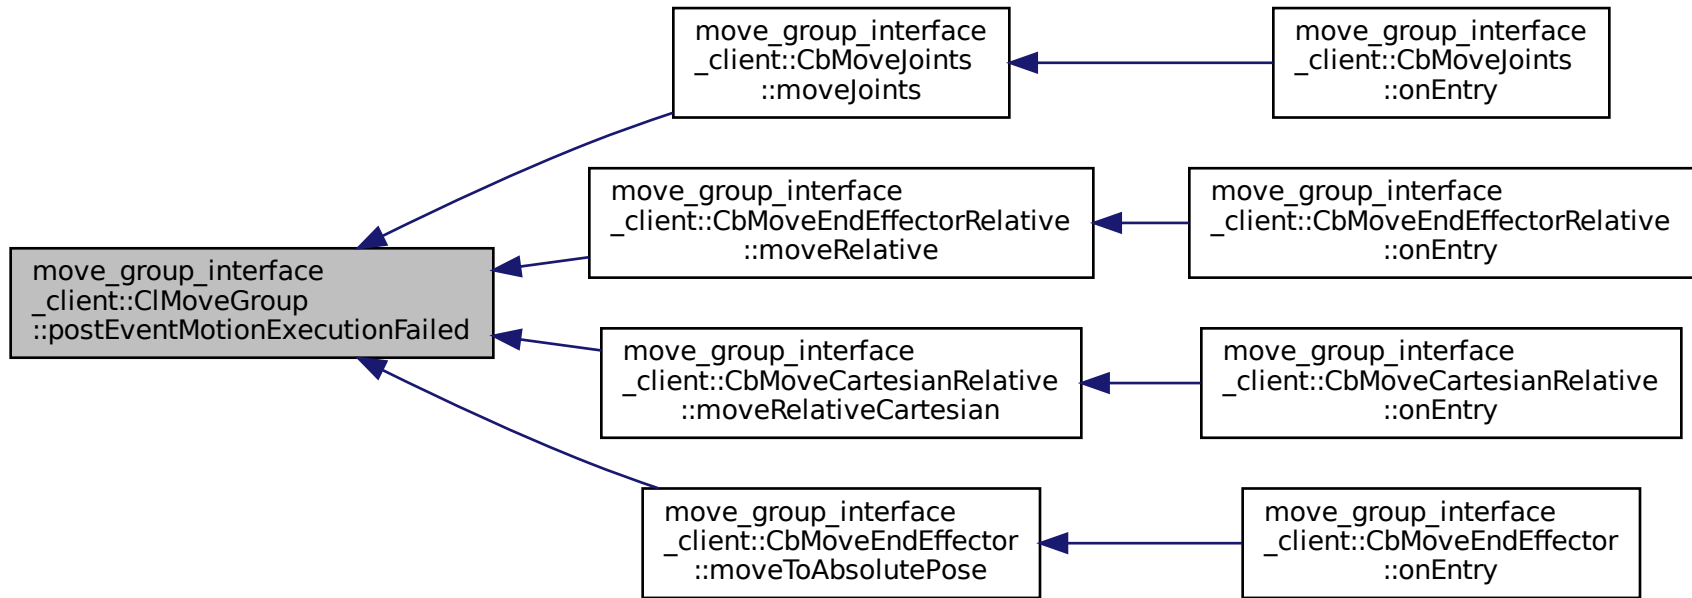 move_group_interface
_client::CbMoveJoints
::moveJoints
move_group_interface
_client::CbMoveJoints
::onEntry
move_group_interface
_client::CbMoveEndEffectorRelative
::moveRelative
move_group_interface
_client::CbMoveEndEffectorRelative
::onEntry
move_group_interface
_client::ClMoveGroup
::postEventMotionExecutionFailed
move_group_interface
_client::CbMoveCartesianRelative
::moveRelativeCartesian
move_group_interface
_client::CbMoveCartesianRelative
::onEntry
move_group_interface
_client::CbMoveEndEffector
::moveToAbsolutePose
move_group_interface
_client::CbMoveEndEffector
::onEntry